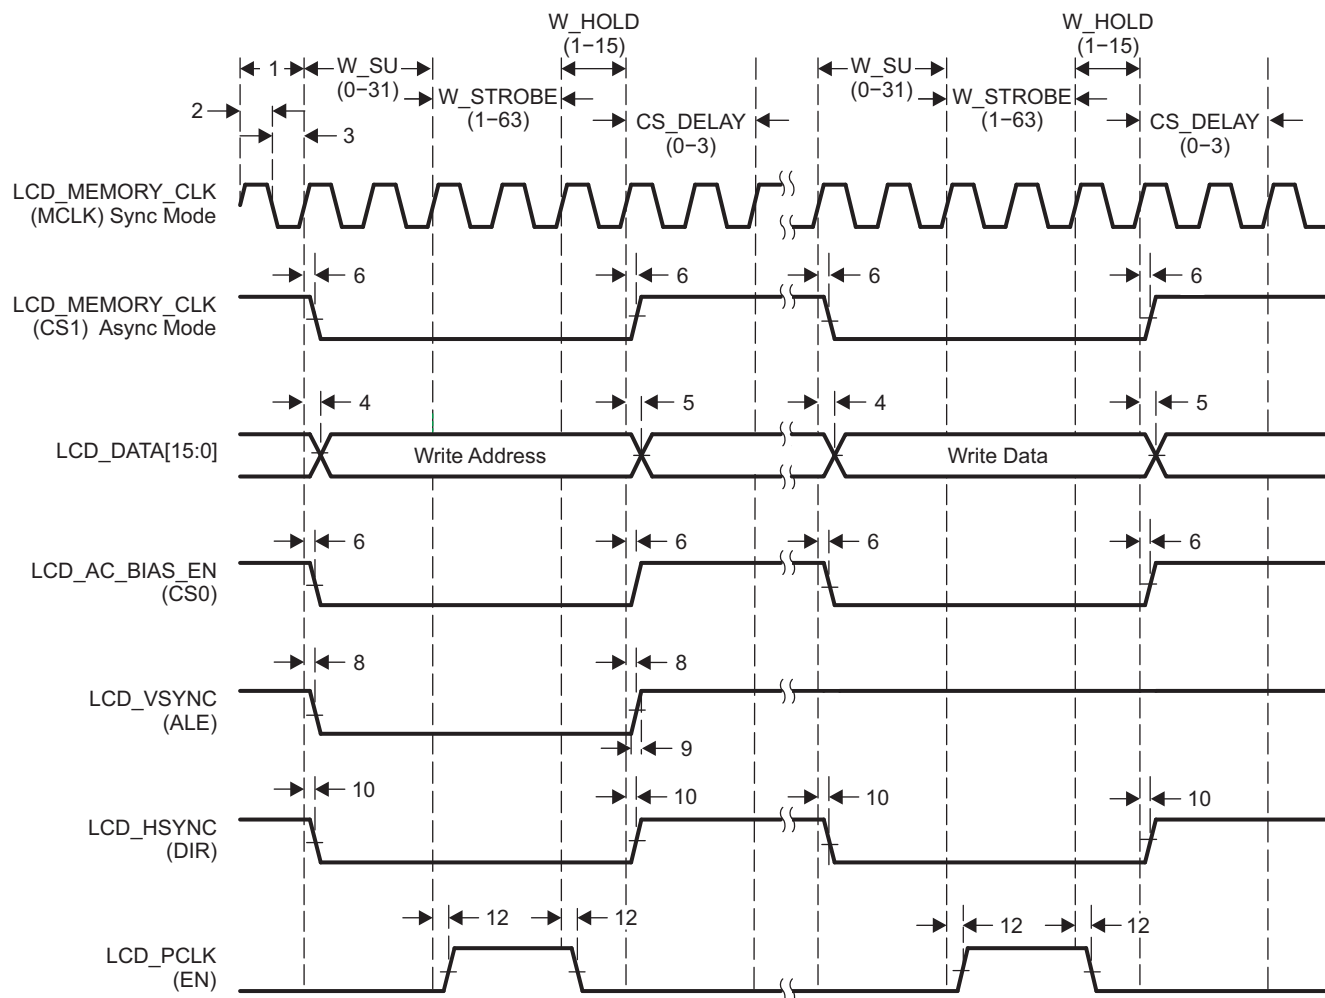 W_HOLD
(1−15)
W_HOLD
(1−15)
1
W_SU
(0−31)
W_SU
(0−31)
2
W_STROBE
(1−63)
W_STROBE
(1−63)
3
CS_DELAY
(0−3)
CS_DELAY
(0−3)
LCD_MEMORY_CLK
(MCLK) Sync Mode
6
6
6
6
LCD_MEMORY_CLK
(CS1) Async Mode
4
5
4
5
LCD_DATA[15:0]
Write Address
Write Data
6
6
6
6
LCD_AC_BIAS_EN
(CS0)
8
8
LCD_VSYNC
(ALE)
9
10
10
10
10
LCD_HSYNC
(DIR)
12
12
12
12
LCD_PCLK
(EN)